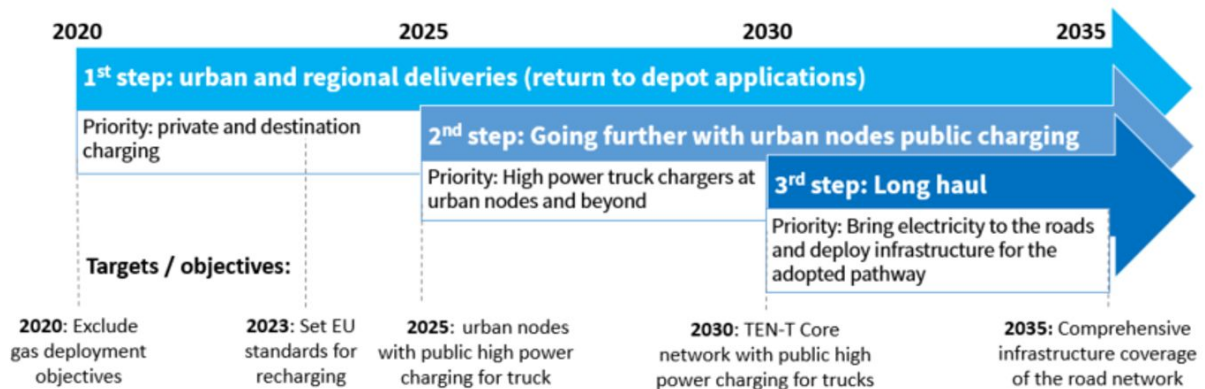 2020 2025 2030 2035
1st step: urban and regional deliveries (return to depot applications)
Priority: private and destination
charging
2nd step: Going further with urban nodes public charging
Priority: High power truck chargers at
urban nodes and beyond
3rd step: Long haul
Priority: Bring electricity to the roads
and deploy infrastructure for the
adopted pathway
Targets / objectives:
2020: Exclude
gas deployment
objectives
2023: Set EU
standards for
recharging
2025: urban nodes
with public high power
charging for truck
2030: TEN-T Core
network with public high
power charging for trucks
2035: Comprehensive
infrastructure coverage
of the road network